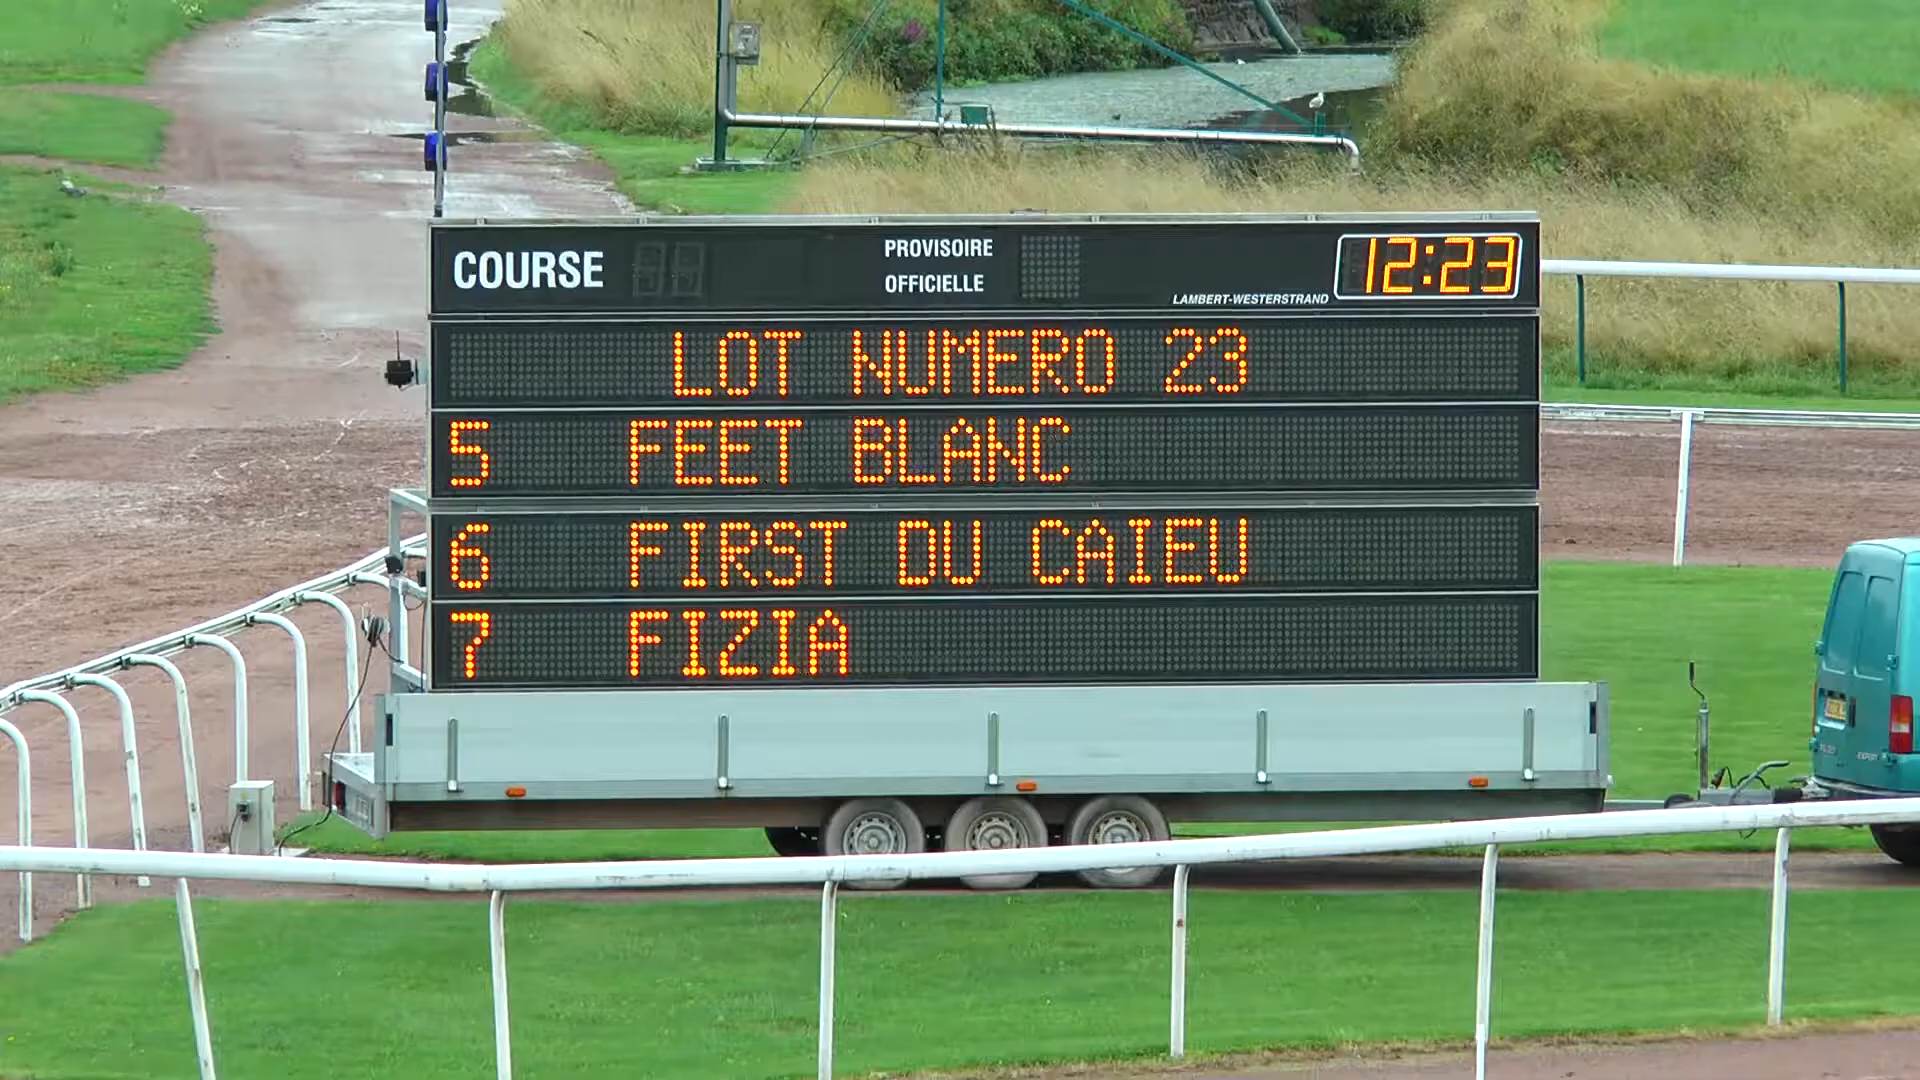 COURSE
PROVISOIRE
OFFICIELLE
LAMBERT-WESTERSTRAND
12:23
LOT NUMERO 23
5 FEET BLANC
6 FIRST DU CAIEU
7 FIZIA
EXPERT